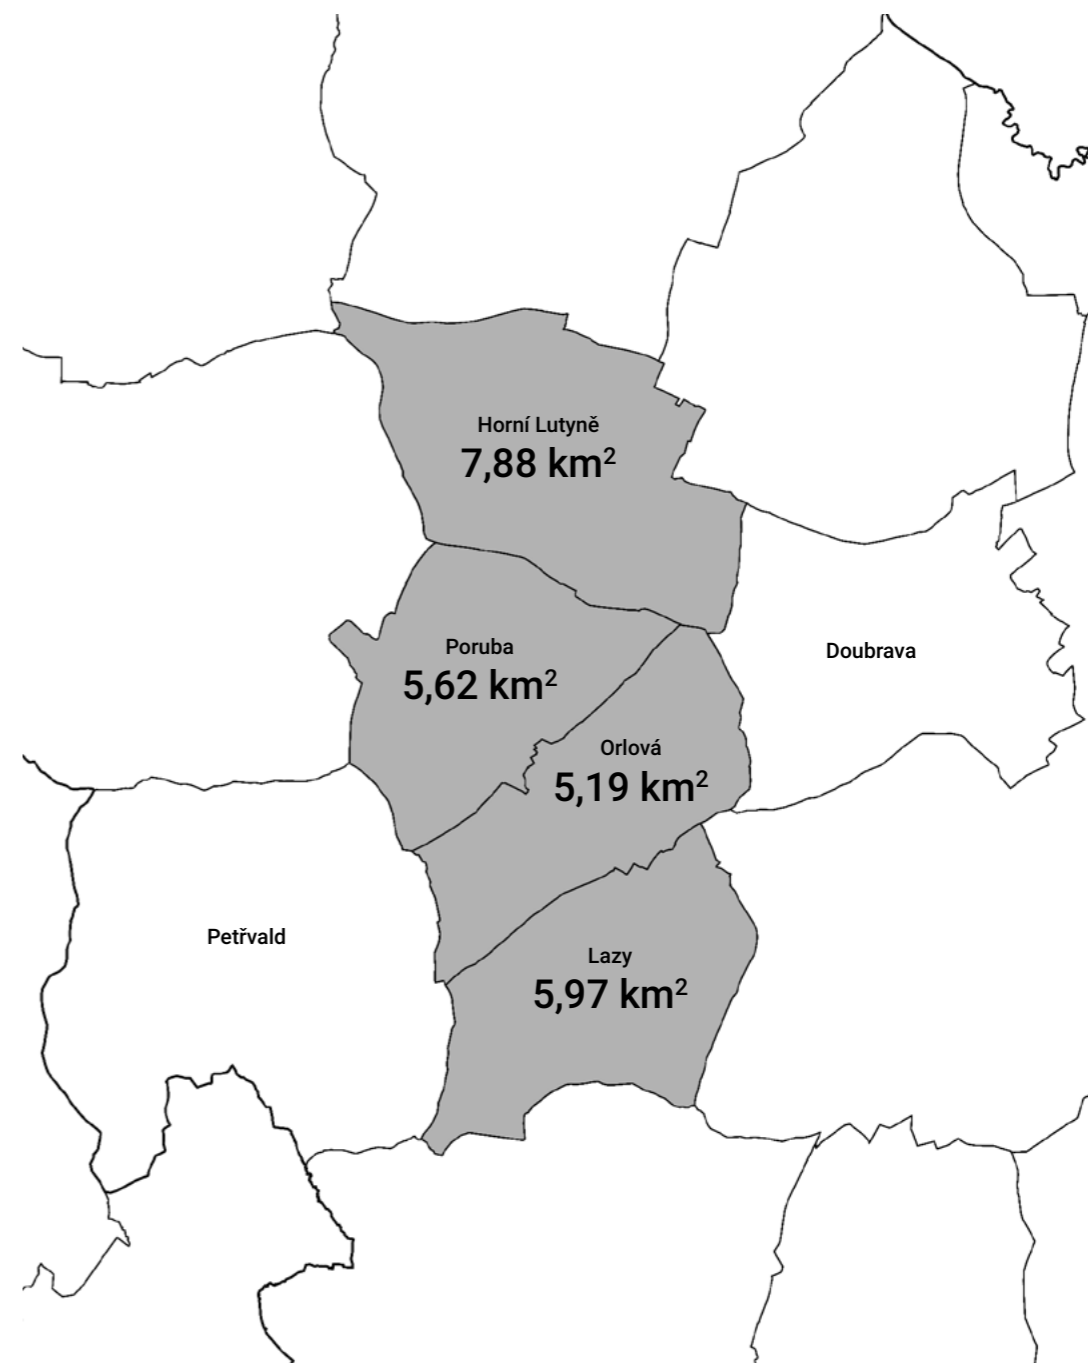 Horní Lutyně
7,88 km²
Poruba
5,62 km²
Doubrava
Orlová
5,19 km²
Petřvald
Lazy
5,97 km²